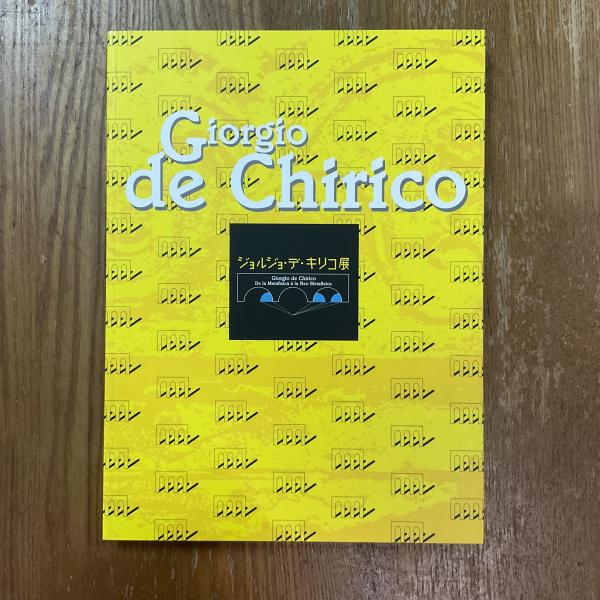 Giorgio
de Chirico
ジョルジョ・デ・キリコ展
Giorgio de Chirico
De la Metafisica à la Neo Metafisica